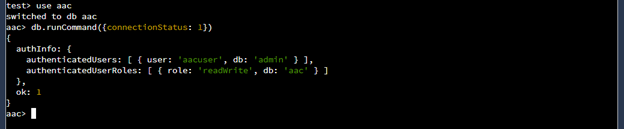 test> use aac
switched to db aac
aac> db.runCommand({connectionStatus: 1})
{
  authInfo: {
    authenticatedUsers: [ { user: 'aacuser', db: 'admin' } ],
    authenticatedUserRoles: [ { role: 'readWrite', db: 'aac' } ]
  },
  ok: 1
}
aac>